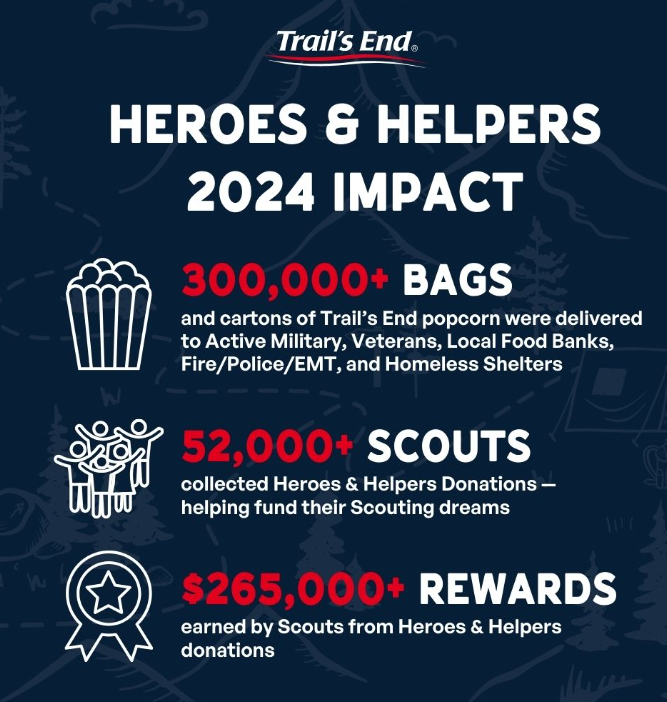 Trail's End®
HEROES & HELPERS
2024 IMPACT
300,000+ BAGS
and cartons of Trail's End popcorn were delivered
to Active Military, Veterans, Local Food Banks,
Fire/Police/EMT, and Homeless Shelters
52,000+ SCOUTS
collected Heroes & Helpers Donations —
helping fund their Scouting dreams
$265,000+ REWARDS
earned by Scouts from Heroes & Helpers
donations